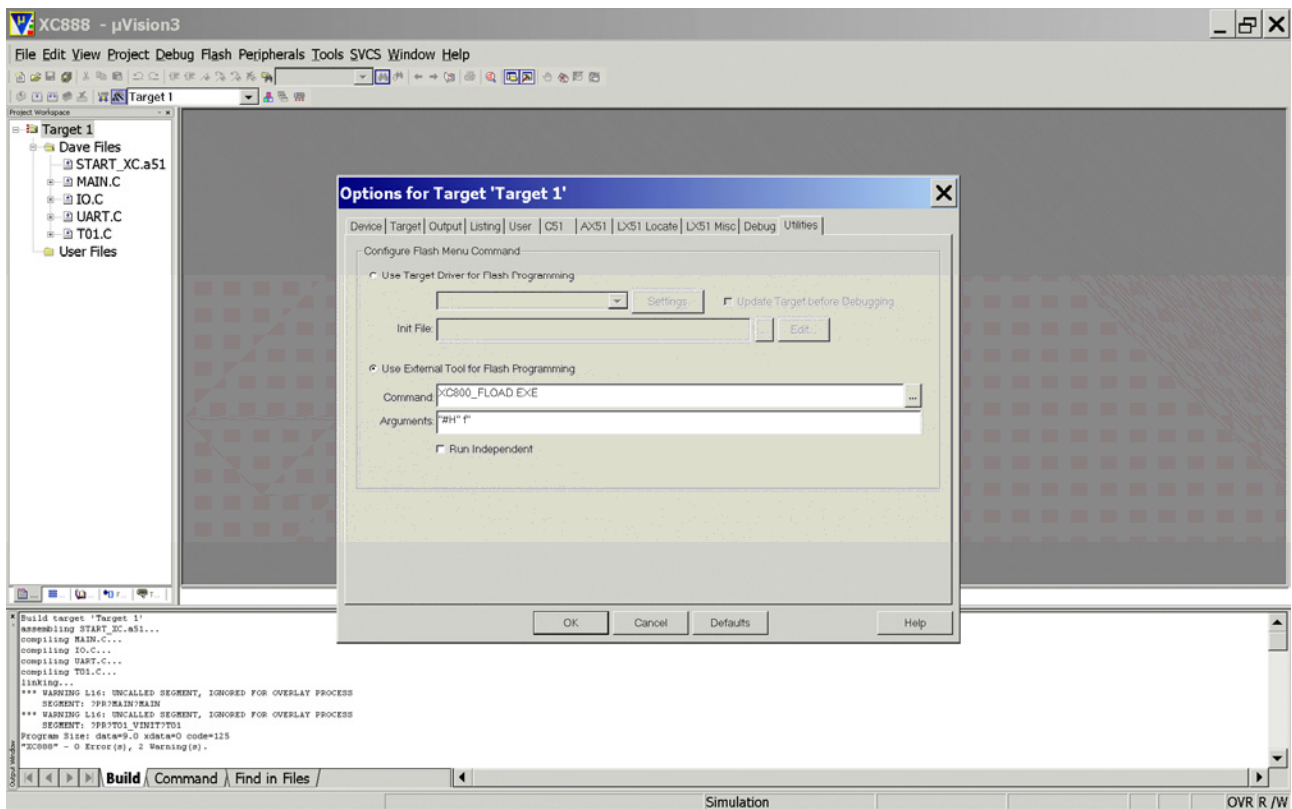 XC888 - µVision3
File Edit View Project Debug Flash Peripherals Tools SVCS Window Help
Target 1
Project Workspace
Target 1
Dave Files
START_XC.a51
MAIN.C
IO.C
UART.C
T01.C
User Files
Options for Target 'Target 1'
Device Target Output Listing User C51 AX51 LX51 Locate LX51 Misc Debug Utilities
Configure Flash Menu Command
Use Target Driver for Flash Programming
Settings Update Target before Debugging
Init File: ... Edit...
Use External Tool for Flash Programming
Command: XC800_FLOAD.EXE ...
Arguments: "#H" f"
Run Independent
OK Cancel Defaults Help
Build target 'Target 1'
assembling START_XC.a51...
compiling MAIN.C...
compiling IO.C...
compiling UART.C...
compiling T01.C...
linking...
*** WARNING L16: UNCALLED SEGMENT, IGNORED FOR OVERLAY PROCESS
SEGMENT: ?PR?MAIN?MAIN
*** WARNING L16: UNCALLED SEGMENT, IGNORED FOR OVERLAY PROCESS
SEGMENT: ?PR?T01_VINIT?T01
Program Size: data=9.0 xdata=0 code=125
"XC888" - 0 Error(s), 2 Warning(s).
Output Window
Build Command Find in Files
Simulation OVR R/W